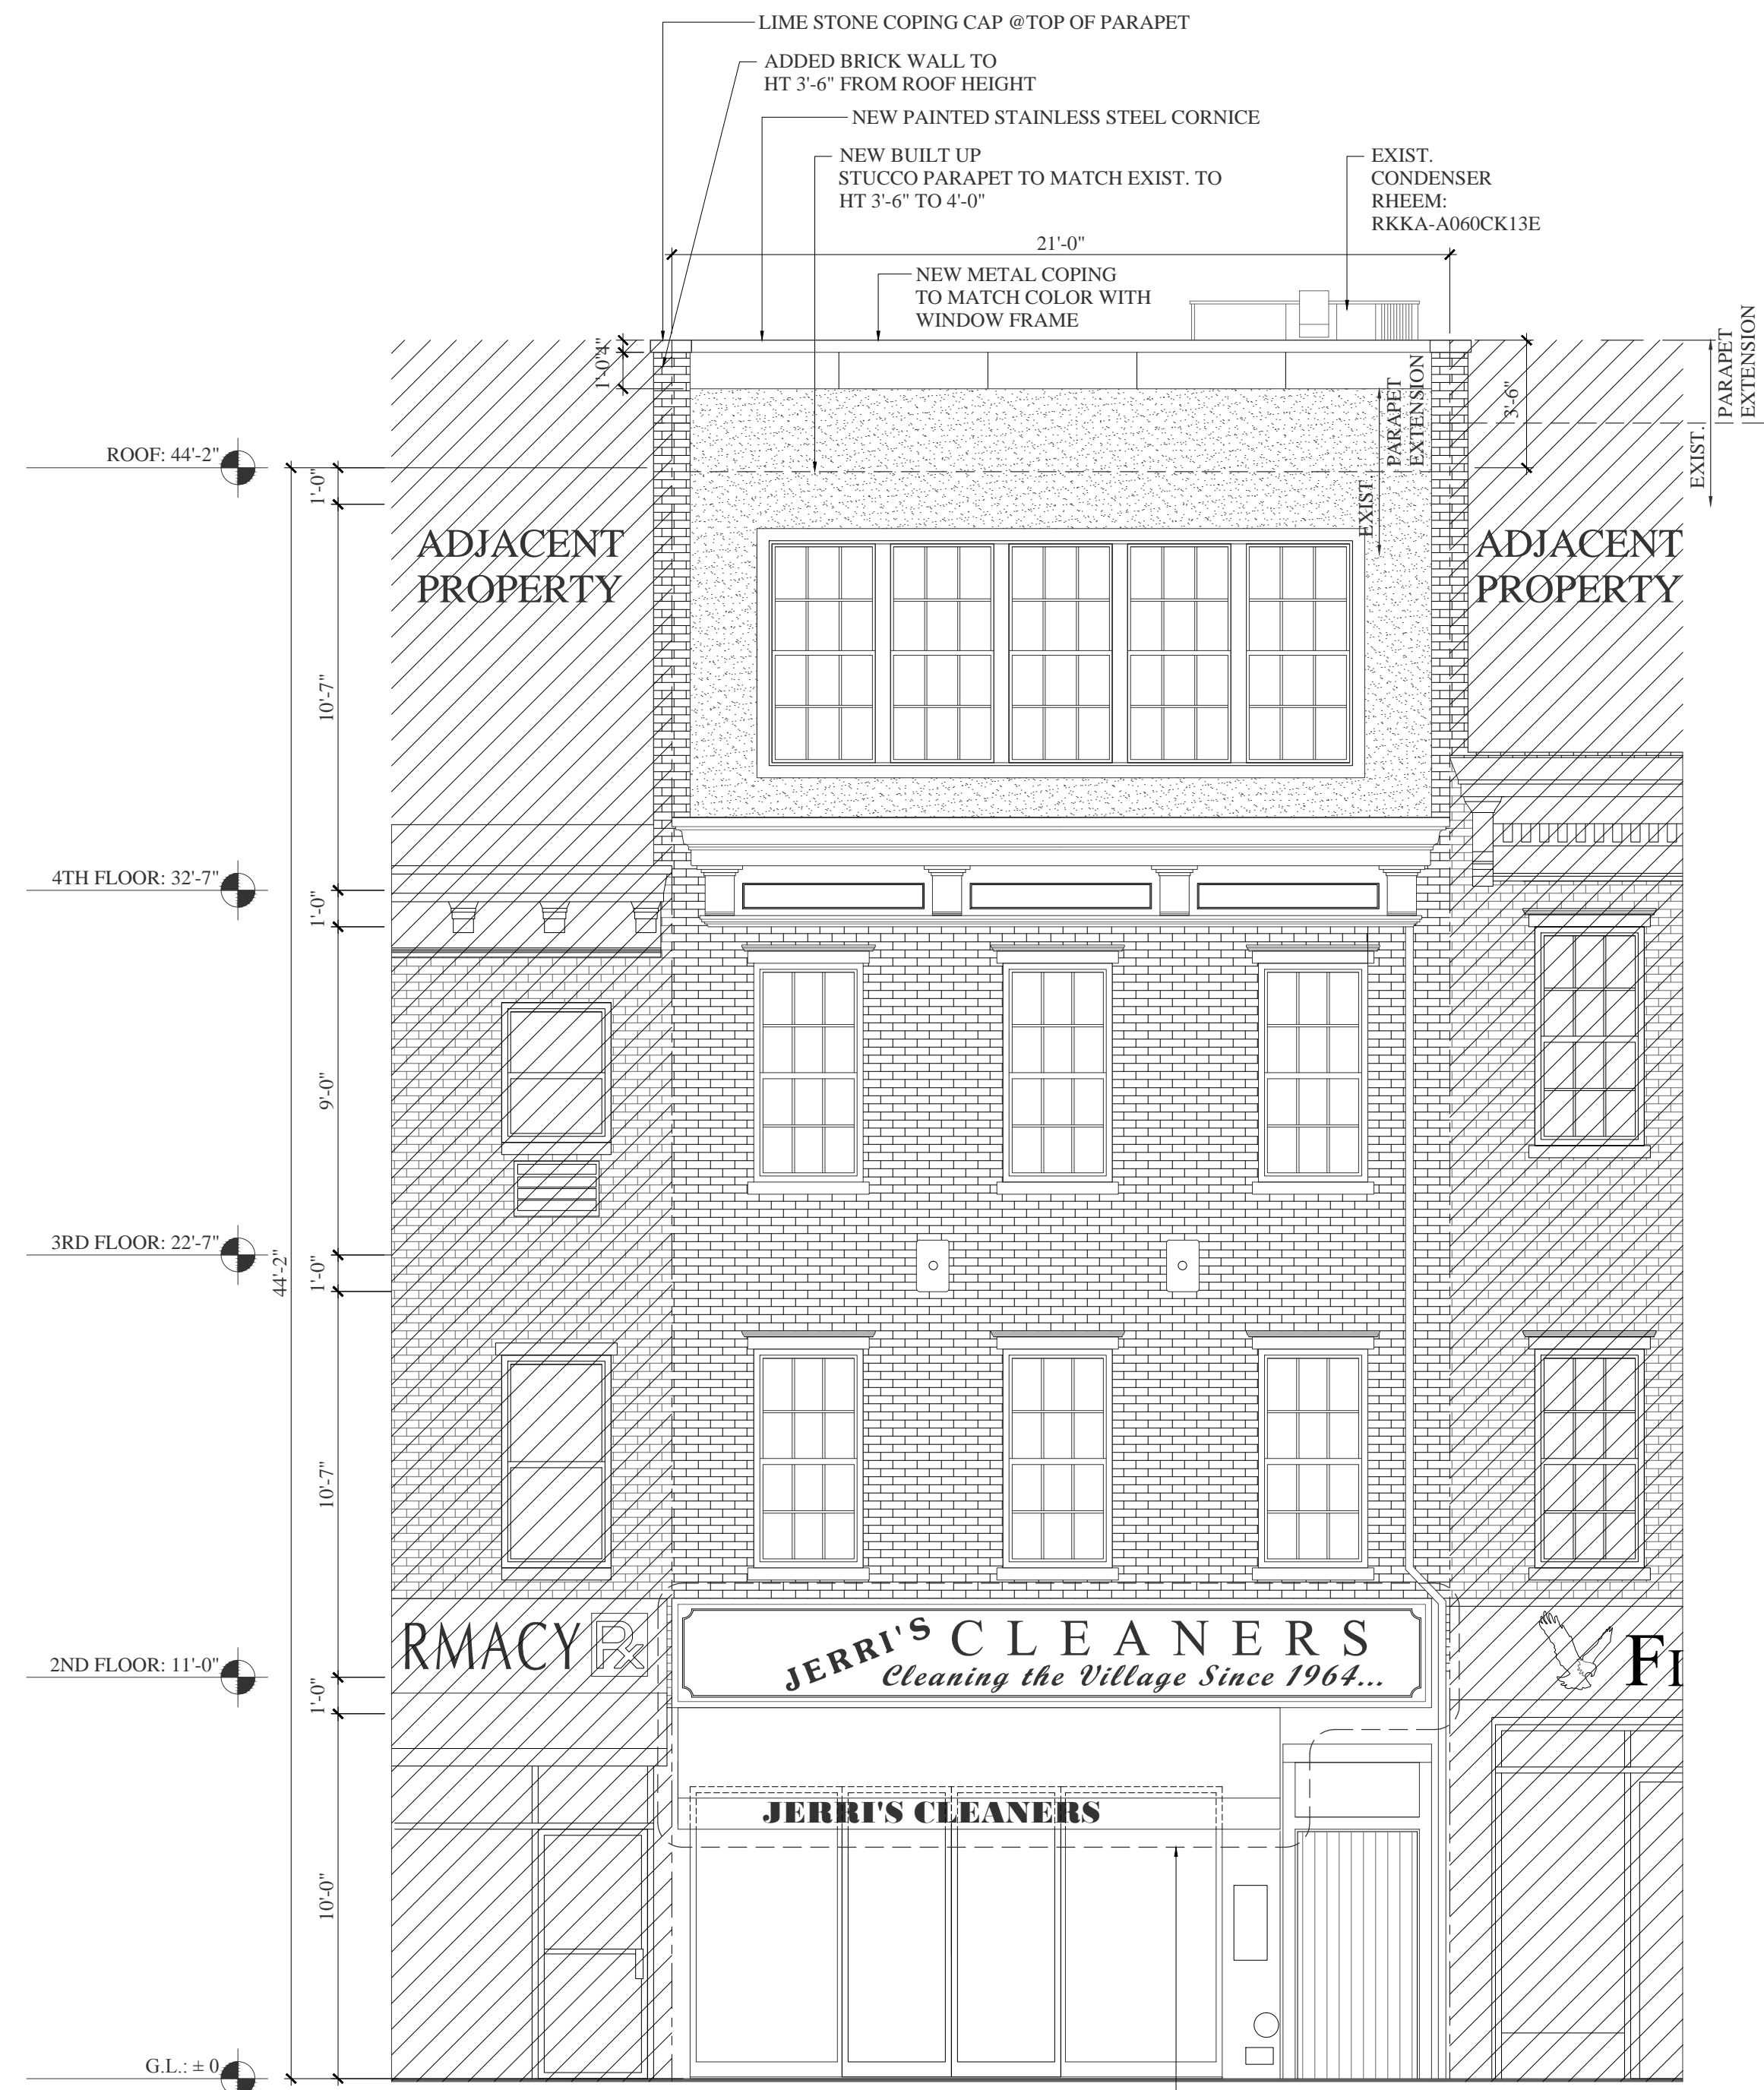 LIME STONE COPING CAP @TOP OF PARAPET
ADDED BRICK WALL TO
HT 3'-6" FROM ROOF HEIGHT
NEW PAINTED STAINLESS STEEL CORNICE
NEW BUILT UP
STUCCO PARAPET TO MATCH EXIST. TO
HT 3'-6" TO 4'-0"
EXIST.
CONDENSER
RHEEM:
RKKA-A060CK13E
21'-0"
NEW METAL COPING
TO MATCH COLOR WITH
WINDOW FRAME
4"
1'-0"
PARAPET
EXTENSION
EXIST.
3'-6"
PARAPET
EXTENSION
EXIST.
ROOF: 44'-2"
1'-0"
ADJACENT
PROPERTY
ADJACENT
PROPERTY
10'-7"
4TH FLOOR: 32'-7"
1'-0"
9'-0"
3RD FLOOR: 22'-7"
44'-2"
1'-0"
10'-7"
RMACY Rx
JERRI'S CLEANERS
Cleaning the Village Since 1964...
FI
2ND FLOOR: 11'-0"
1'-0"
JERRI'S CLEANERS
10'-0"
G.L.: ± 0